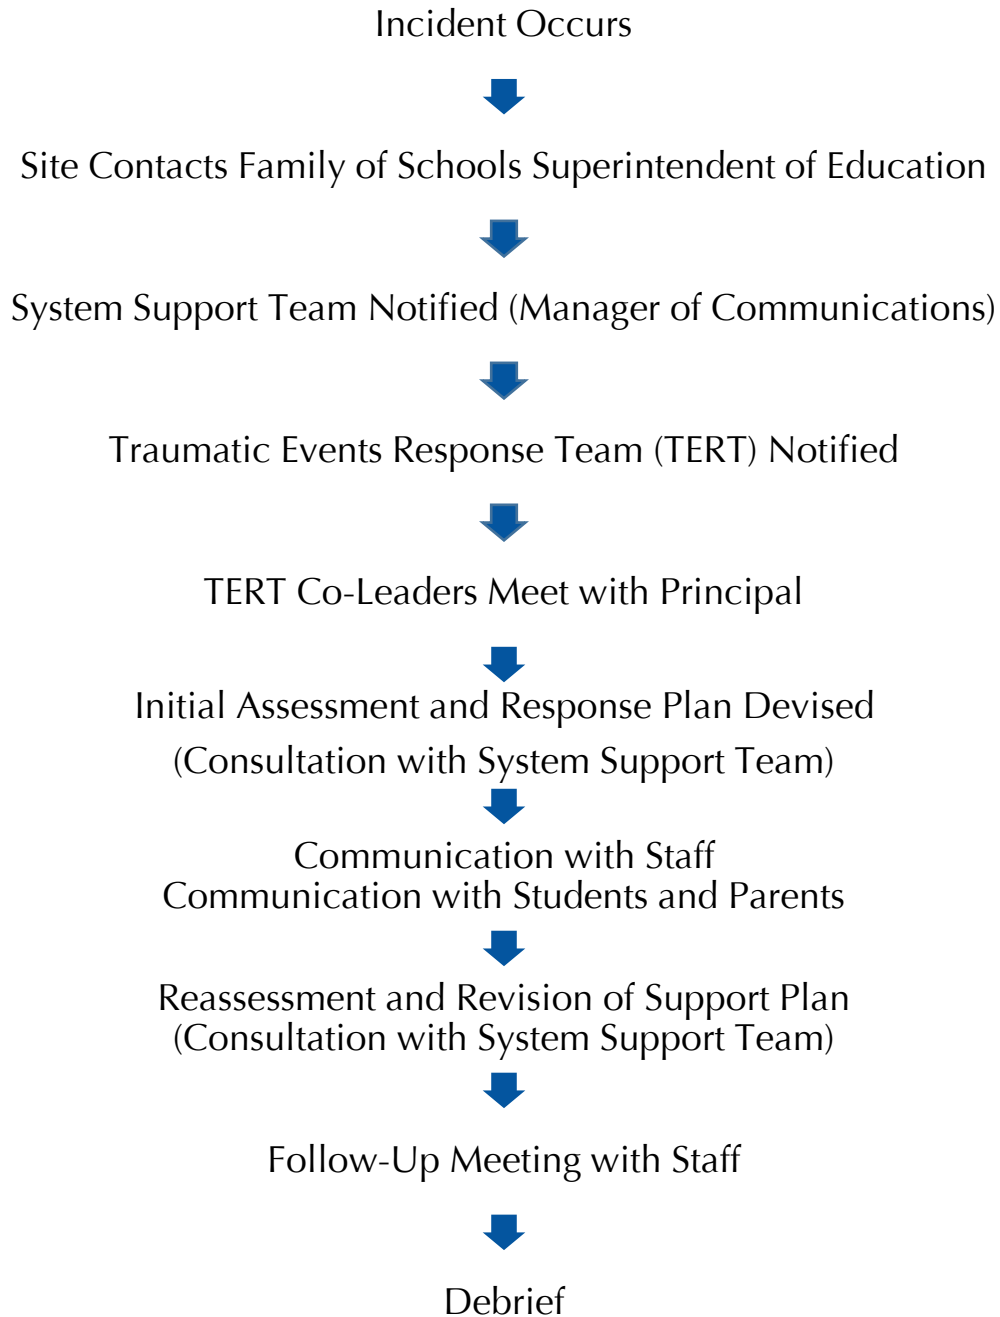 Incident Occurs
Site Contacts Family of Schools Superintendent of Education
System Support Team Notified (Manager of Communications)
Traumatic Events Response Team (TERT) Notified
TERT Co-Leaders Meet with Principal
Initial Assessment and Response Plan Devised
(Consultation with System Support Team)
Communication with Staff
Communication with Students and Parents
Reassessment and Revision of Support Plan
(Consultation with System Support Team)
Follow-Up Meeting with Staff
Debrief